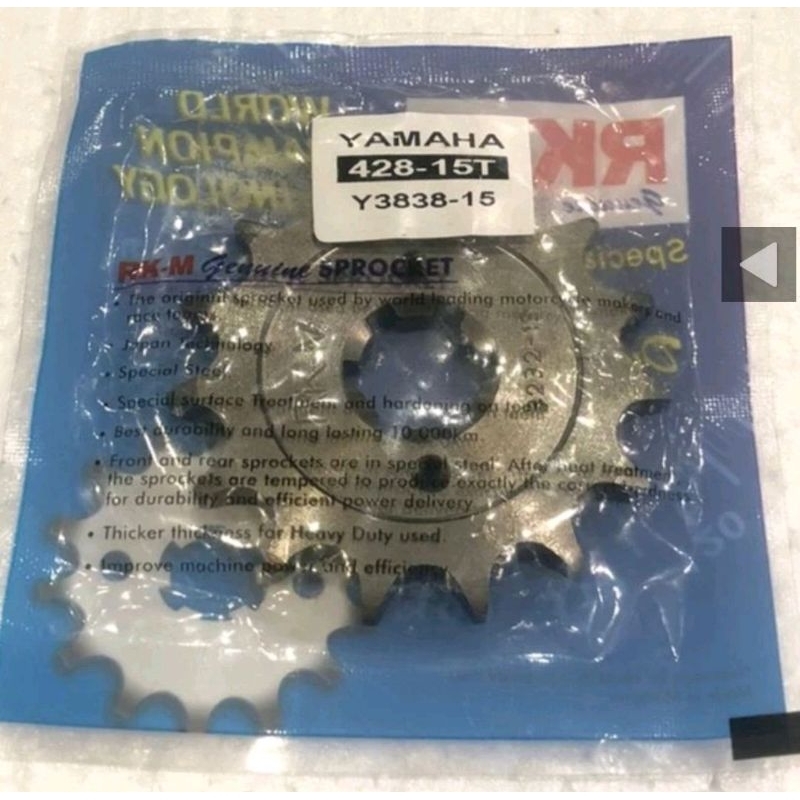 WORLD
CHAMPION
TECHNOLOGY
RK
Genuine
YAMAHA
428-15T
Y3838-15
Special
RK-M Genuine SPROCKET
• The original sprocket used by world leading motorcycle makers and
race teams.
• Japan Technology.
• Special Steel.
• Special surface Treatment and hardening on teeth
• Best durability and long lasting 10,000km.
• Front and rear sprockets are in special steel. After heat treatment
the sprockets are tempered to produce exactly the correct hardness
for durability and efficient power delivery.
• Thicker thickness for Heavy Duty used.
• Improve machine power and efficiency